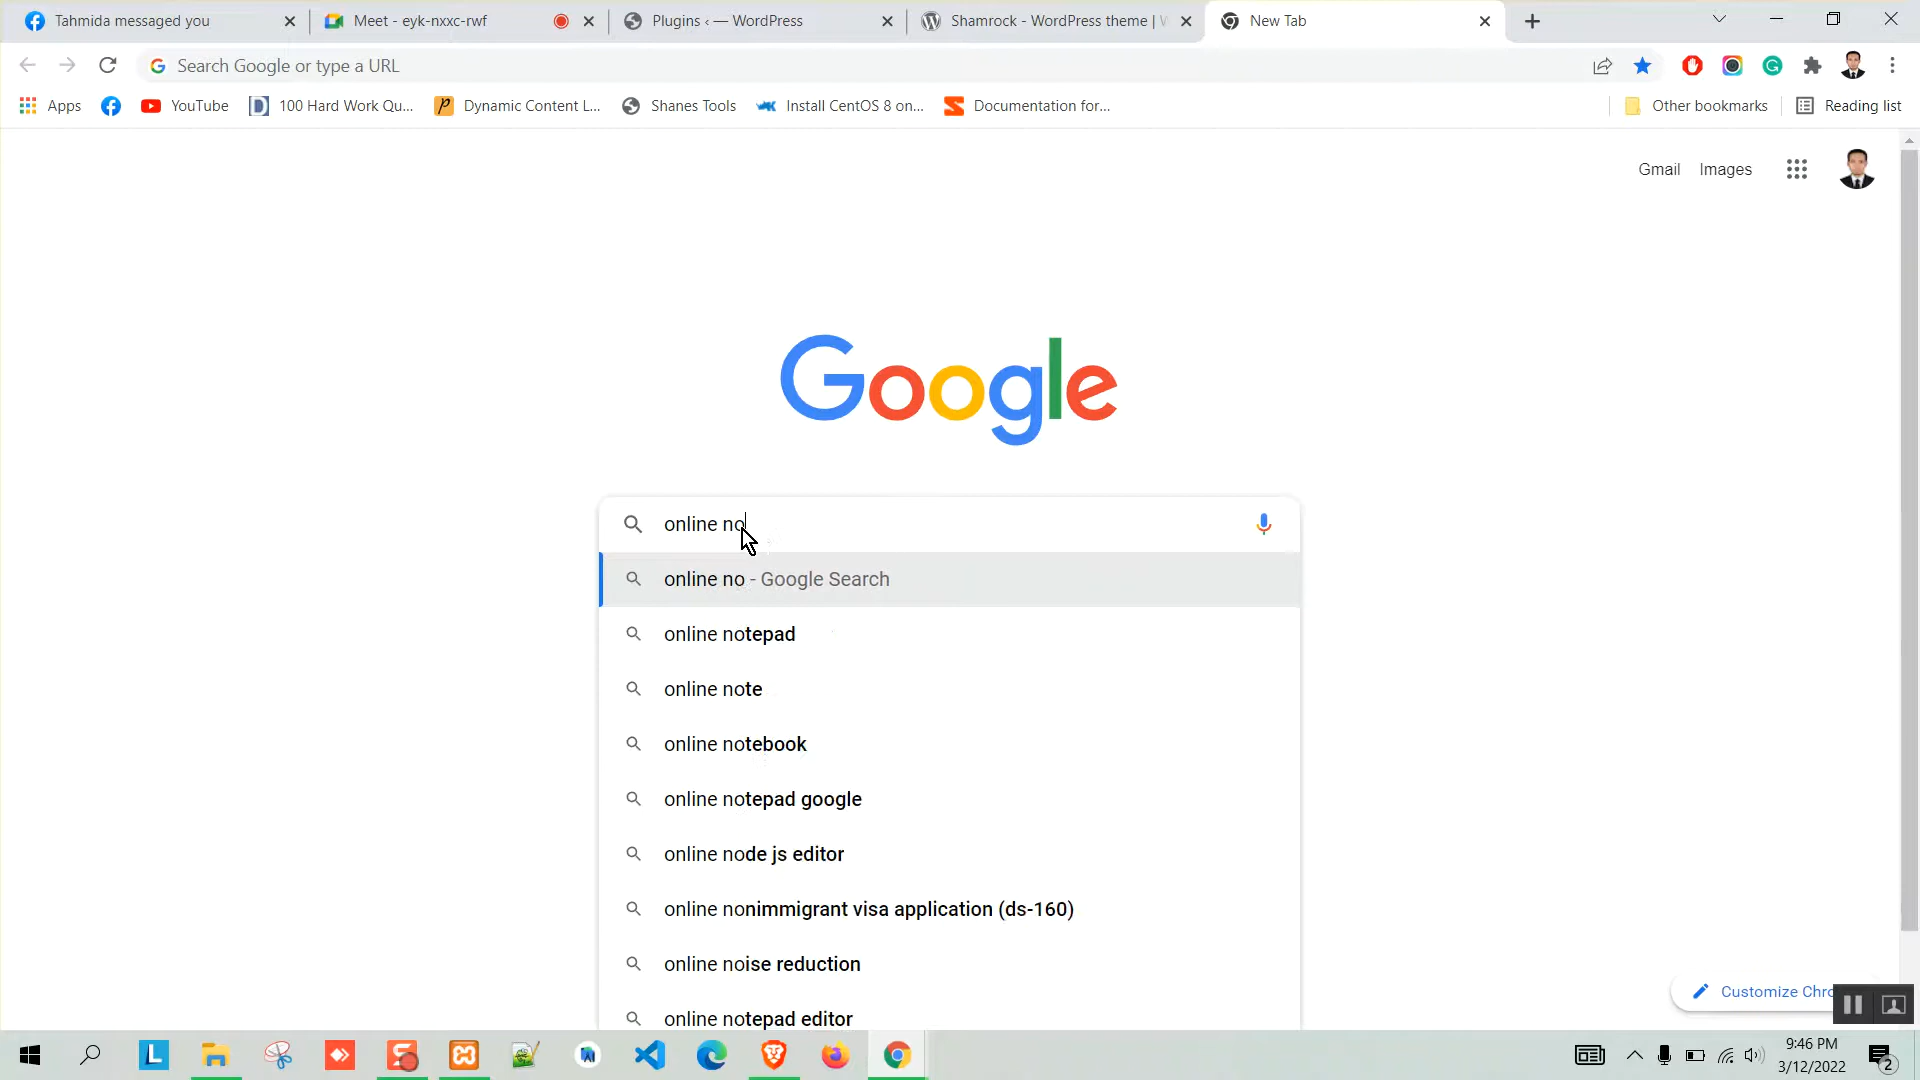 Tahmida messaged you
Meet - eyk-nxxc-rwf
Plugins ‹ — WordPress
Shamrock - WordPress theme | W
New Tab
Search Google or type a URL
Apps
YouTube
100 Hard Work Qu...
Dynamic Content L...
Shanes Tools
Install CentOS 8 on...
Documentation for...
Other bookmarks
Reading list
Gmail
Images
Google
online no
online no - Google Search
online notepad
online note
online notebook
online notepad google
online node js editor
online nonimmigrant visa application (ds-160)
online noise reduction
online notepad editor
Customize Chro
9:46 PM
3/12/2022
2